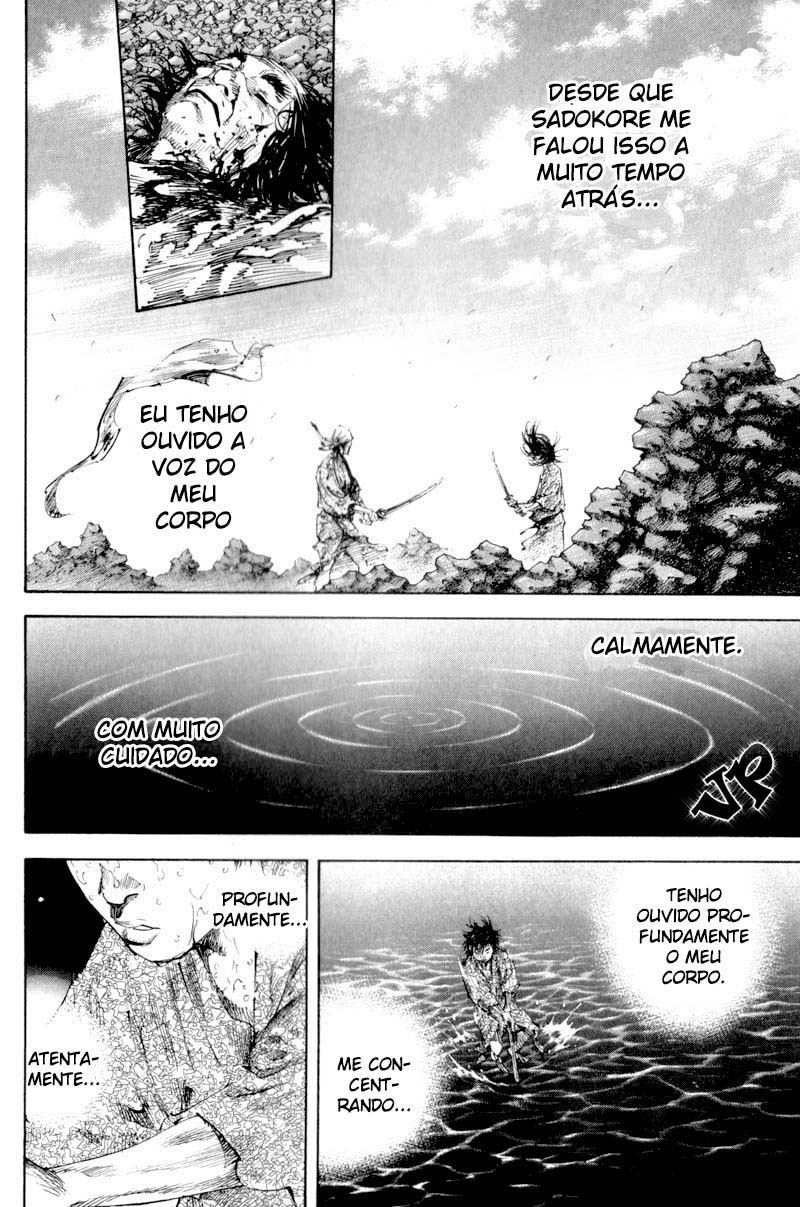 DESDE QUE
SADOKORE ME
FALOU ISSO A
MUITO TEMPO
ATRÁS...
EU TENHO
OUVIDO A
VOZ DO
MEU
CORPO
CALMAMENTE.
COM MUITO
CUIDADO...
JP
TENHO
OUVIDO PRO-
FUNDAMENTE
O MEU
CORPO.
ME CON-
CENT-
RANDO...
PROFUN-
DAMENTE...
ATENTA-
MENTE...